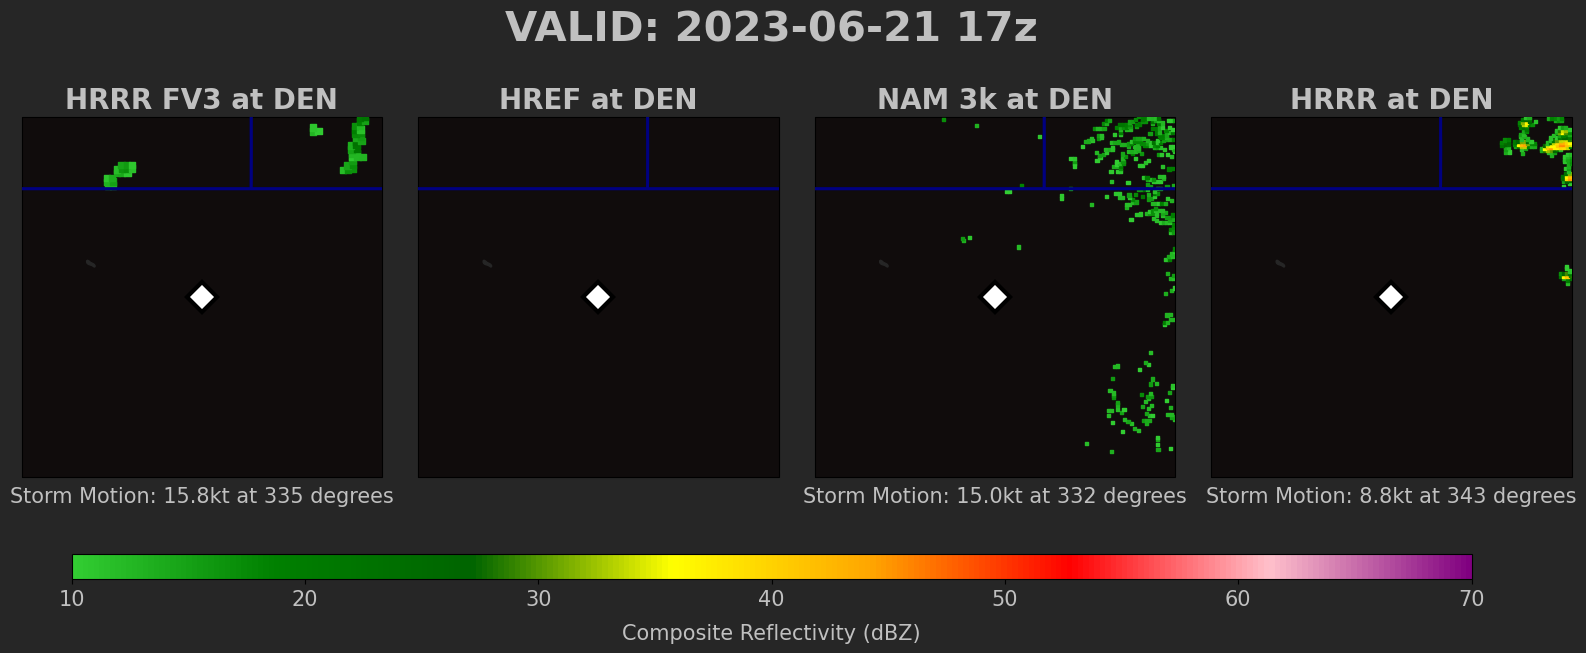 VALID: 2023-06-21 17z
HRRR FV3 at DEN
HREF at DEN
NAM 3k at DEN
HRRR at DEN
Storm Motion: 15.8kt at 335 degrees
Storm Motion: 15.0kt at 332 degrees
Storm Motion: 8.8kt at 343 degrees
10 20 30 40 50 60 70
Composite Reflectivity (dBZ)